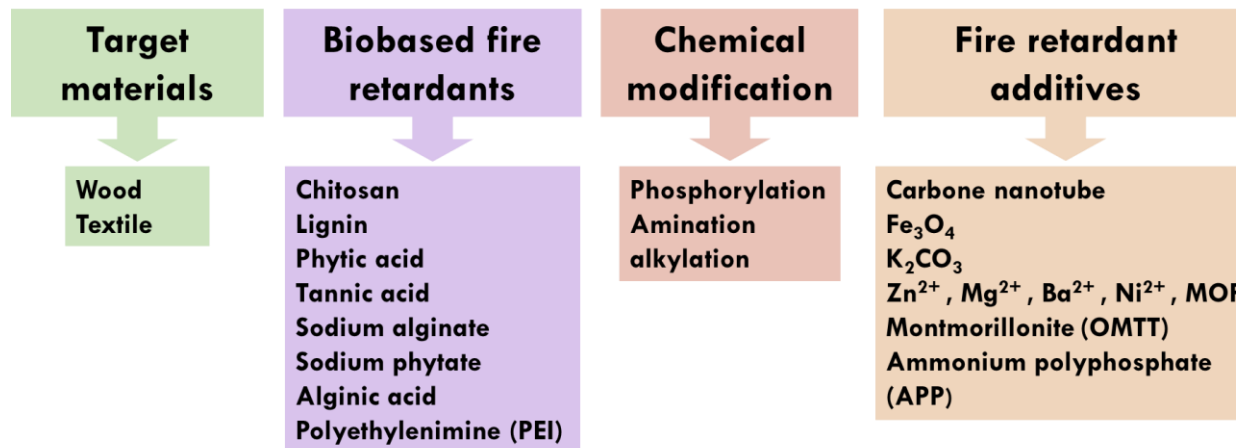 Target
materials
Wood
Textile
Biobased fire
retardants
Chitosan
Lignin
Phytic acid
Tannic acid
Sodium alginate
Sodium phytate
Alginic acid
Polyethylenimine (PEI)
Chemical
modification
Phosphorylation
Amination
alkylation
Fire retardant
additives
Carbone nanotube
Fe₃O₄
K₂CO₃
Zn²⁺ , Mg²⁺ , Ba²⁺ , Ni²⁺ , MOF
Montmorillonite (OMTT)
Ammonium polyphosphate
(APP)